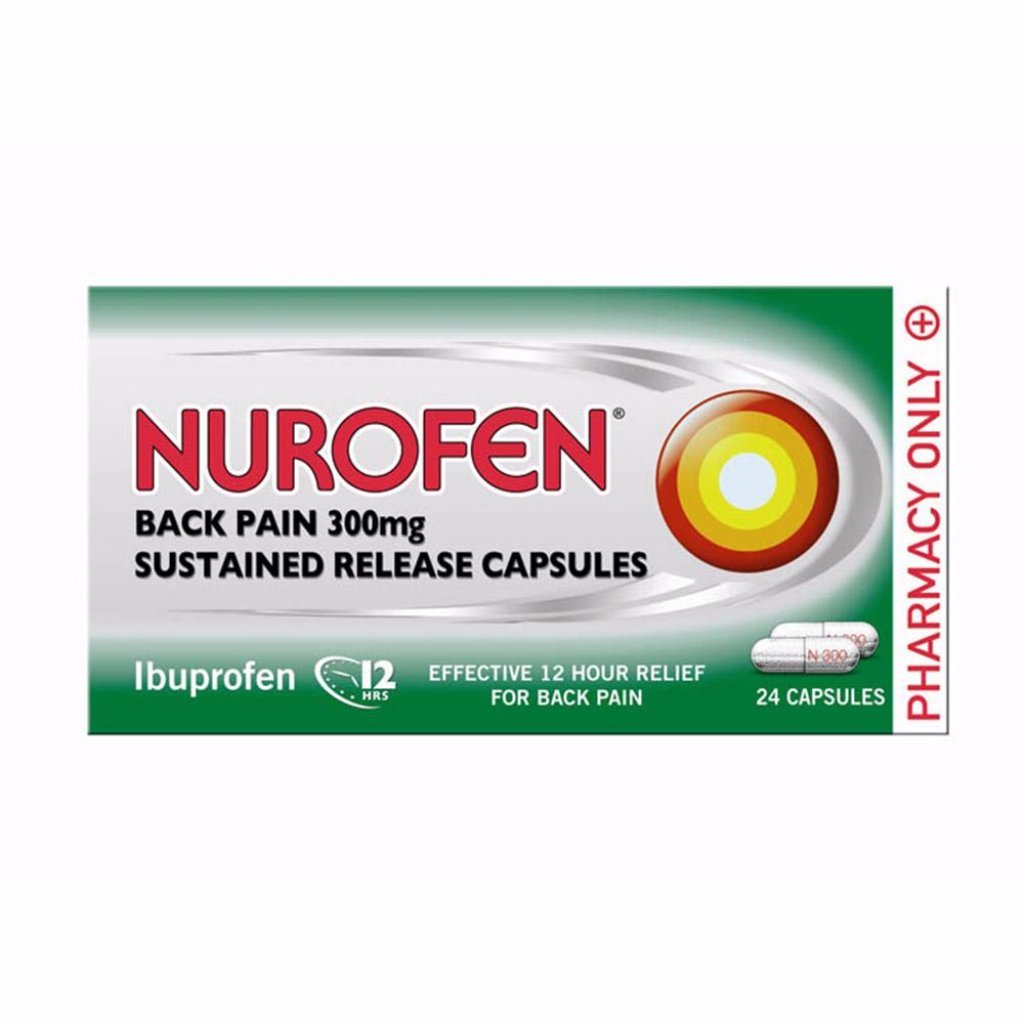 NUROFEN®
BACK PAIN 300mg
SUSTAINED RELEASE CAPSULES
Ibuprofen
12
HRS
EFFECTIVE 12 HOUR RELIEF
FOR BACK PAIN
N 300
N 300
24 CAPSULES
PHARMACY ONLY